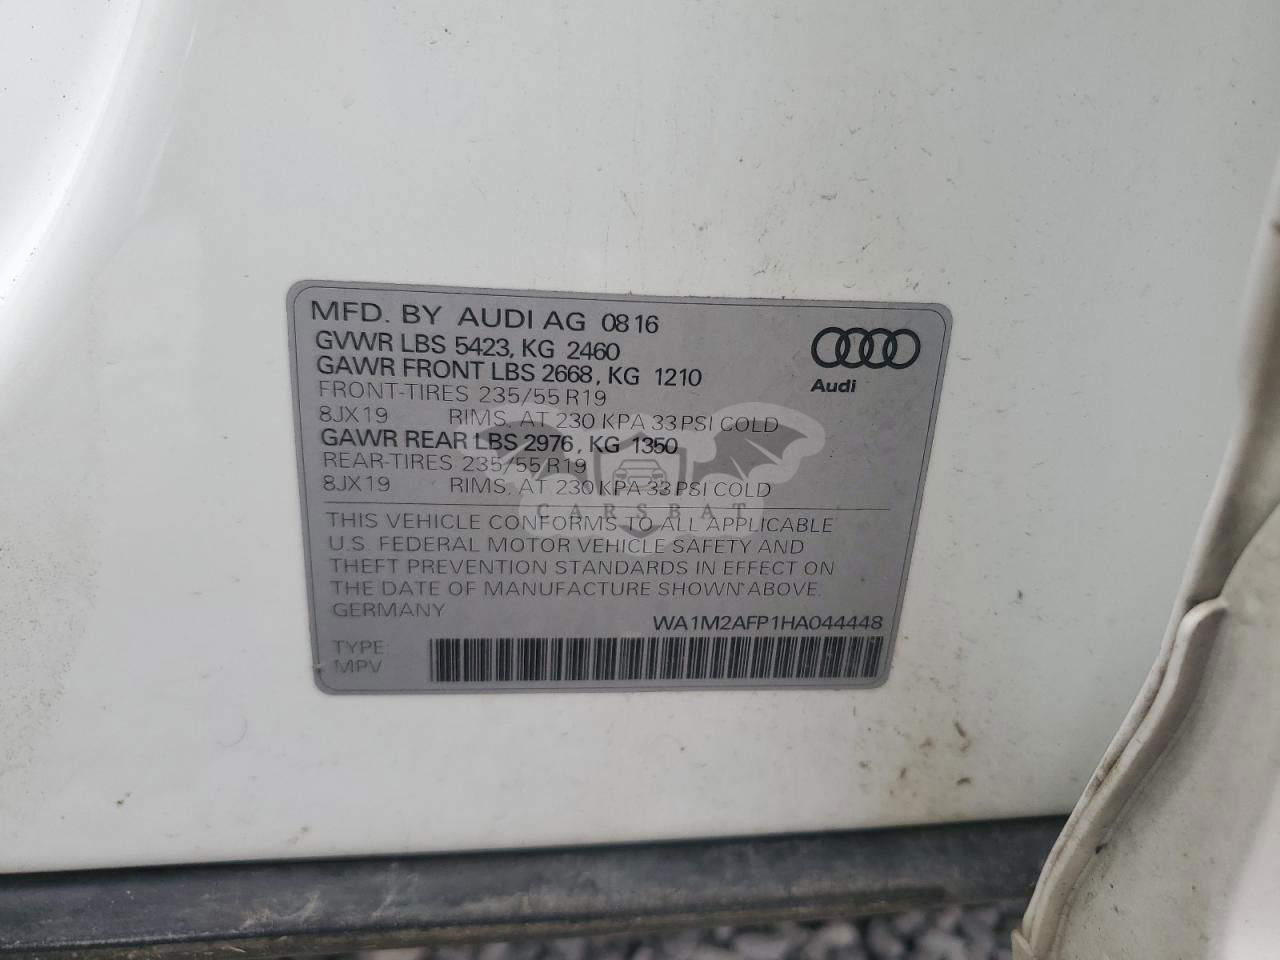 MFD. BY AUDI AG 0816
GVWR LBS 5423, KG 2460
GAWR FRONT LBS 2668, KG 1210
FRONT-TIRES 235/55 R19
8JX19 RIMS, AT 230 KPA 33 PSI COLD
GAWR REAR LBS 2976, KG 1350
REAR-TIRES 235/55 R19
8JX19 RIMS, AT 230 KPA 33 PSI COLD
Audi
CARSBAT
THIS VEHICLE CONFORMS TO ALL APPLICABLE
U.S. FEDERAL MOTOR VEHICLE SAFETY AND
THEFT PREVENTION STANDARDS IN EFFECT ON
THE DATE OF MANUFACTURE SHOWN ABOVE.
GERMANY
WA1M2AFP1HA044448
TYPE:
MPV